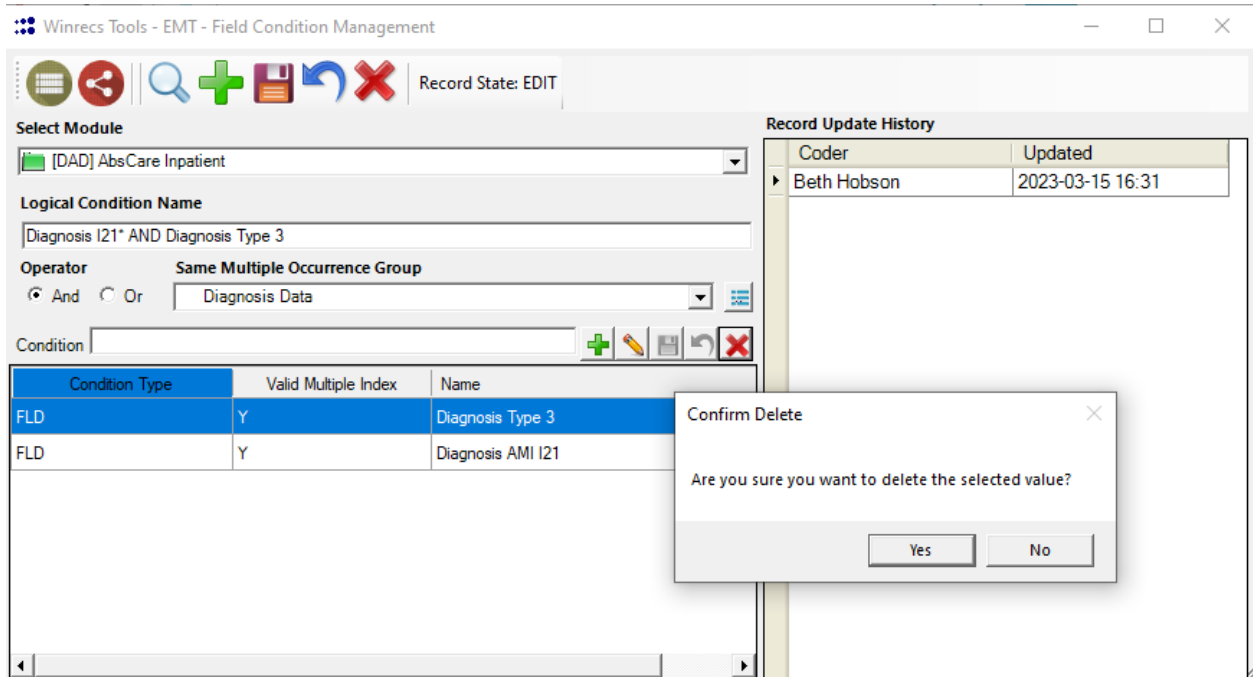 Winrecs Tools - EMT - Field Condition Management
Record State: EDIT
Select Module
[DAD] AbsCare Inpatient
Logical Condition Name
Diagnosis I21* AND Diagnosis Type 3
Operator
Same Multiple Occurrence Group
And
Or
Diagnosis Data
Condition
Condition Type Valid Multiple Index Name
FLD Y Diagnosis Type 3
FLD Y Diagnosis AMI I21
Record Update History
Coder Updated
Beth Hobson 2023-03-15 16:31
Confirm Delete
Are you sure you want to delete the selected value?
Yes No